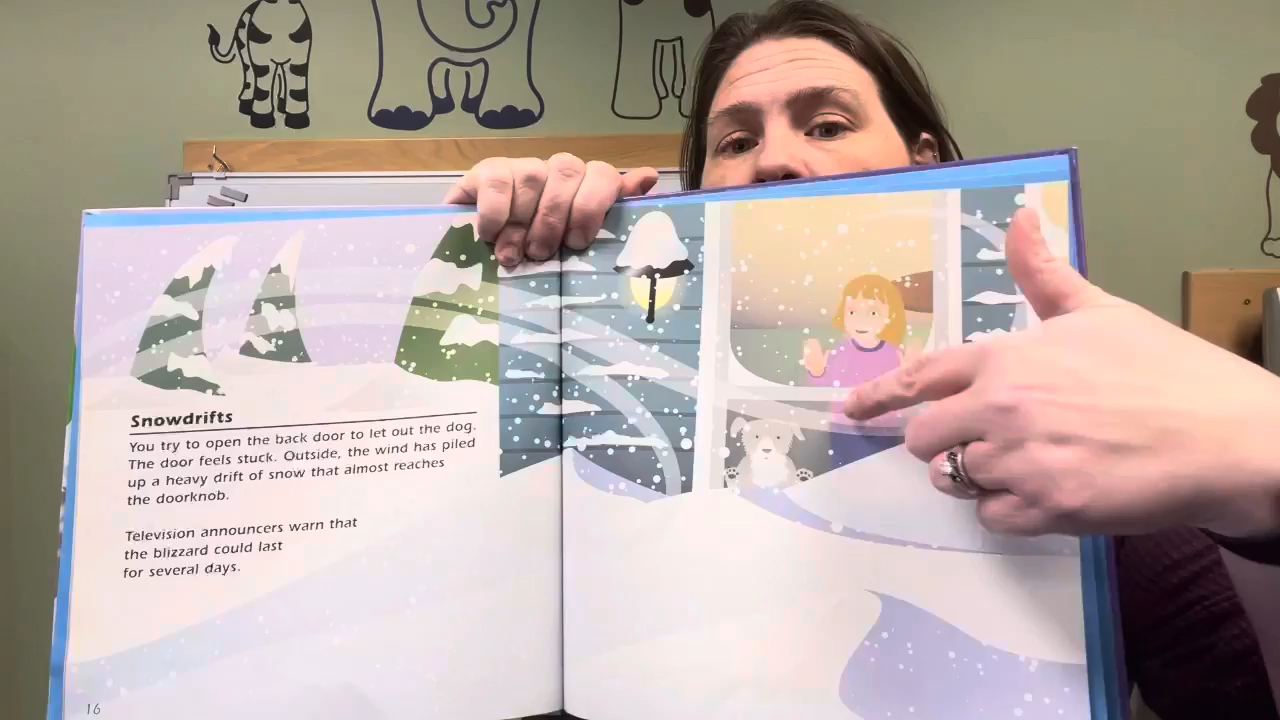 Snowdrifts
You try to open the back door to let out the dog.
The door feels stuck. Outside, the wind has piled
up a heavy drift of snow that almost reaches
the doorknob.
Television announcers warn that
the blizzard could last
for several days.
16